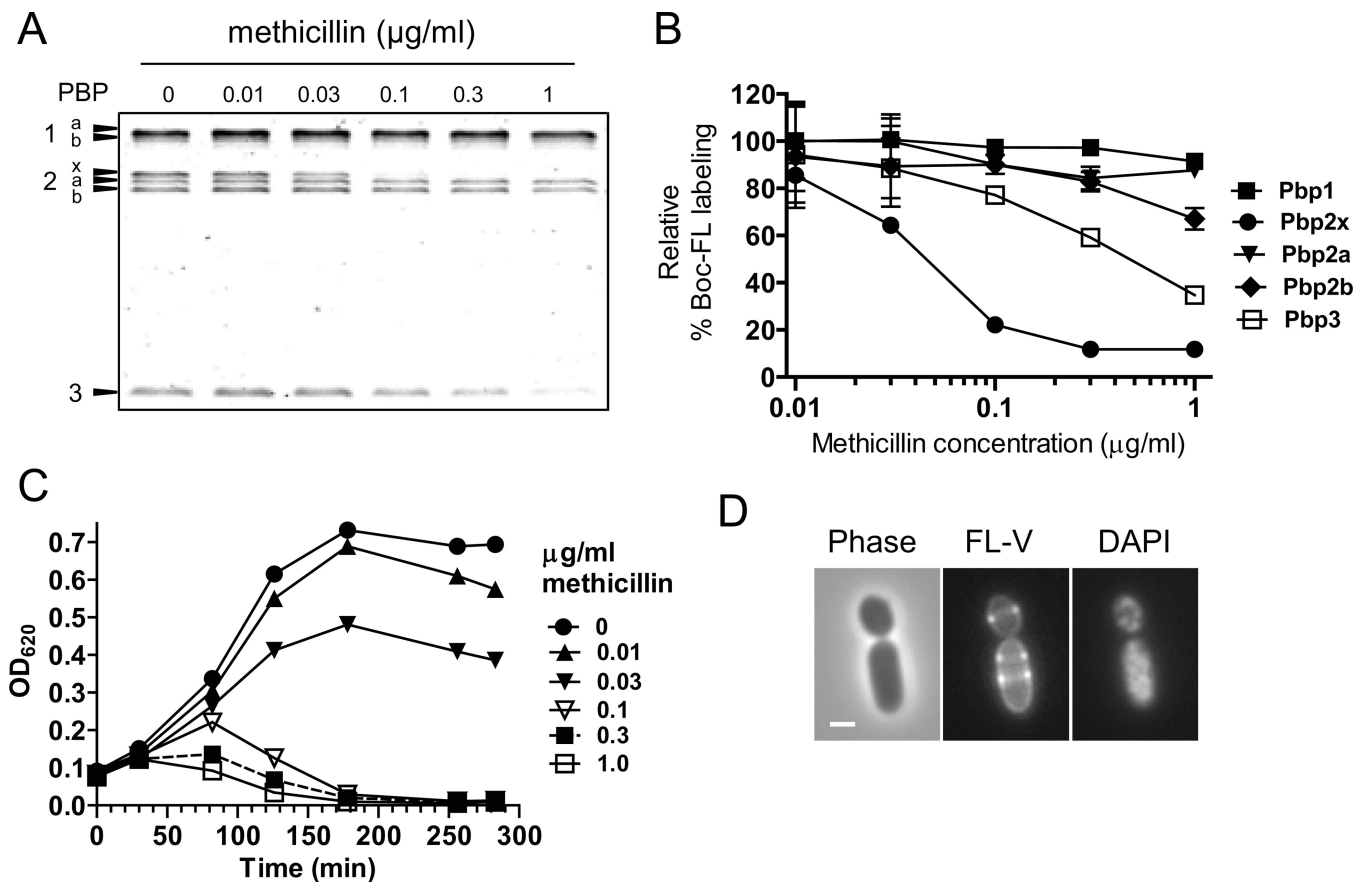 A
methicillin (μg/ml)
PBP 0 0.01 0.03 0.1 0.3 1
1 a
b
x
2 a
b
3
B
120
100
80
60
40
20
0
Relative
% Boc-FL labeling
0.01 0.1 1
Methicillin concentration (μg/ml)
Pbp1
Pbp2x
Pbp2a
Pbp2b
Pbp3
C
0.7
0.6
0.5
0.4
0.3
0.2
0.1
0.0
OD620
0 50 100 150 200 250 300
Time (min)
μg/ml
methicillin
0
0.01
0.03
0.1
0.3
1.0
D
Phase FL-V DAPI